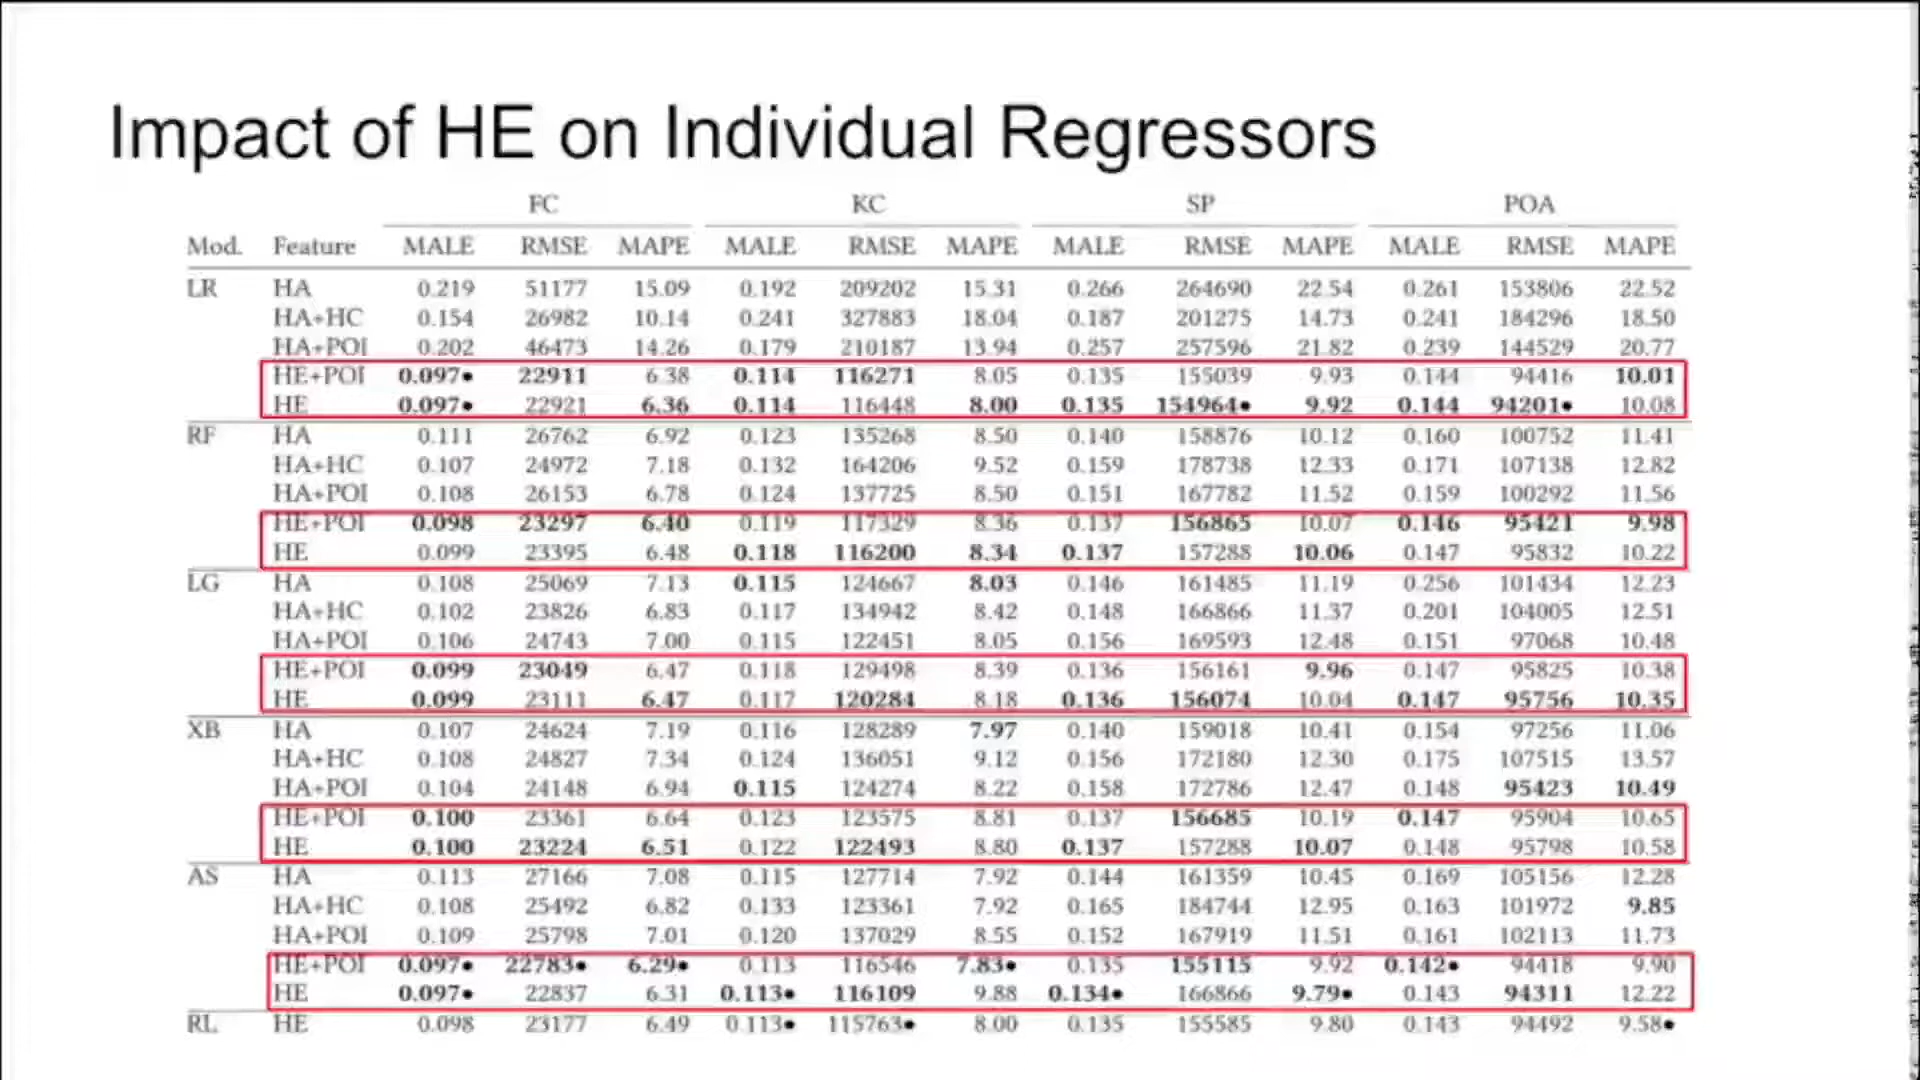 Impact of HE on Individual Regressors
FC KC SP POA
Mod. Feature MALE RMSE MAPE MALE RMSE MAPE MALE RMSE MAPE MALE RMSE MAPE
LR HA 0.219 51177 15.09 0.192 209202 15.31 0.266 264690 22.54 0.261 153806 22.52
HA+HC 0.154 26982 10.14 0.241 327883 18.04 0.187 201275 14.73 0.241 184296 18.50
HA+POI 0.202 46473 14.26 0.179 210187 13.94 0.257 257596 21.82 0.239 144529 20.77
HE+POI 0.097• 22911 6.38 0.114 116271 8.05 0.135 155039 9.93 0.144 94416 10.01
HE 0.097• 22921 6.36 0.114 116448 8.00 0.135 154964• 9.92 0.144 94201• 10.08
RF HA 0.111 26762 6.92 0.123 135268 8.50 0.140 158876 10.12 0.160 100752 11.41
HA+HC 0.107 24972 7.18 0.132 164206 9.52 0.159 178738 12.33 0.171 107138 12.82
HA+POI 0.108 26153 6.78 0.124 137725 8.50 0.151 167782 11.52 0.159 100292 11.56
HE+POI 0.098 23297 6.40 0.119 117329 8.36 0.137 156865 10.07 0.146 95421 9.98
HE 0.099 23395 6.48 0.118 116200 8.34 0.137 157288 10.06 0.147 95832 10.22
LG HA 0.108 25069 7.13 0.115 124667 8.03 0.146 161485 11.19 0.256 101434 12.23
HA+HC 0.102 23826 6.83 0.117 134942 8.42 0.148 166866 11.37 0.201 104005 12.51
HA+POI 0.106 24743 7.00 0.115 122451 8.05 0.156 169593 12.48 0.151 97068 10.48
HE+POI 0.099 23049 6.47 0.118 129498 8.39 0.136 156161 9.96 0.147 95825 10.38
HE 0.099 23111 6.47 0.117 120284 8.18 0.136 156074 10.04 0.147 95756 10.35
XB HA 0.107 24624 7.19 0.116 128289 7.97 0.140 159018 10.41 0.154 97256 11.06
HA+HC 0.108 24827 7.34 0.124 136051 9.12 0.156 172180 12.30 0.175 107515 13.57
HA+POI 0.104 24148 6.94 0.115 124274 8.22 0.158 172786 12.47 0.148 95423 10.49
HE+POI 0.100 23361 6.64 0.123 123575 8.81 0.137 156685 10.19 0.147 95904 10.65
HE 0.100 23224 6.51 0.122 122493 8.80 0.137 157288 10.07 0.148 95798 10.58
AS HA 0.113 27166 7.08 0.115 127714 7.92 0.144 161359 10.45 0.169 105156 12.28
HA+HC 0.108 25492 6.82 0.133 123361 7.92 0.165 184744 12.95 0.163 101972 9.85
HA+POI 0.109 25798 7.01 0.120 137029 8.55 0.152 167919 11.51 0.161 102113 11.73
HE+POI 0.097• 22783• 6.29• 0.113 116546 7.83• 0.135 155115 9.92 0.142• 94418 9.90
HE 0.097• 22837 6.31 0.113• 116109 9.88 0.134• 166866 9.79• 0.143 94311 12.22
RL HE 0.098 23177 6.49 0.113• 115763• 8.00 0.135 155585 9.80 0.143 94492 9.58•